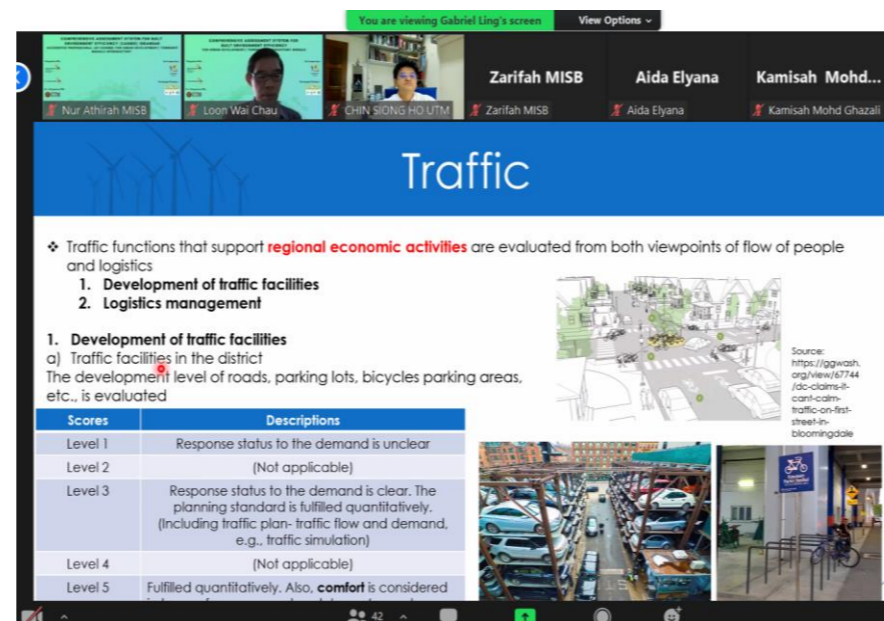 You are viewing Gabriel Ling's screen
View Options
COMPREHENSIVE ASSESSMENT SYSTEM FOR BUILT
Nur Athirah MISB
Loon Wai Chau
CHIN SIONG HO UTM
Zarifah MISB
Zarifah MISB
Aida Elyana
Aida Elyana
Kamisah Mohd...
Kamisah Mohd Ghazali
Traffic
❖ Traffic functions that support regional economic activities are evaluated from both viewpoints of flow of people
and logistics
1. Development of traffic facilities
2. Logistics management
1. Development of traffic facilities
a) Traffic facilities in the district
The development level of roads, parking lots, bicycles parking areas,
etc., is evaluated
Scores Descriptions
Level 1 Response status to the demand is unclear
Level 2 (Not applicable)
Level 3 Response status to the demand is clear. The
planning standard is fulfilled quantitatively.
(Including traffic plan- traffic flow and demand,
e.g., traffic simulation)
Level 4 (Not applicable)
Level 5 Fulfilled quantitatively. Also, comfort is considered
Source:
https://ggwash.
org/view/67744
/dc-claims-it-
cant-calm-
traffic-on-first-
street-in-
bloomingdale
42